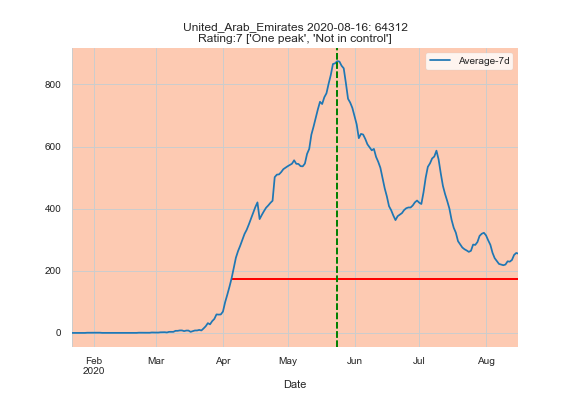 United_Arab_Emirates 2020-08-16: 64312
Rating:7 ['One peak', 'Not in control']
Average-7d
800
600
400
200
0
Feb
2020
Mar
Apr
May
Jun
Jul
Aug
Date